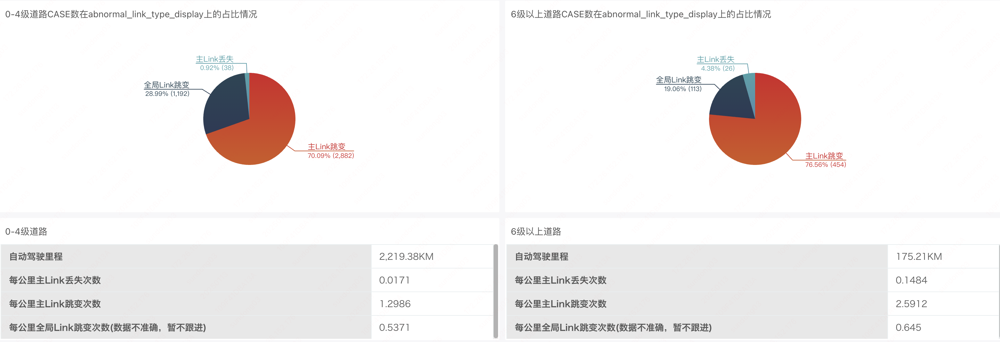 0-4级道路CASE数在abnormal_link_type_display上的占比情况
主Link丢失
0.92% (38)
全局Link跳变
28.99% (1,192)
主Link跳变
70.09% (2,882)
6级以上道路CASE数在abnormal_link_type_display上的占比情况
主Link丢失
4.38% (26)
全局Link跳变
19.06% (113)
主Link跳变
76.56% (454)
0-4级道路
自动驾驶里程 2,219.38KM
每公里主Link丢失次数 0.0171
每公里主Link跳变次数 1.2986
每公里全局Link跳变次数(数据不准确，暂不跟进) 0.5371
6级以上道路
自动驾驶里程 175.21KM
每公里主Link丢失次数 0.1484
每公里主Link跳变次数 2.5912
每公里全局Link跳变次数(数据不准确，暂不跟进) 0.645